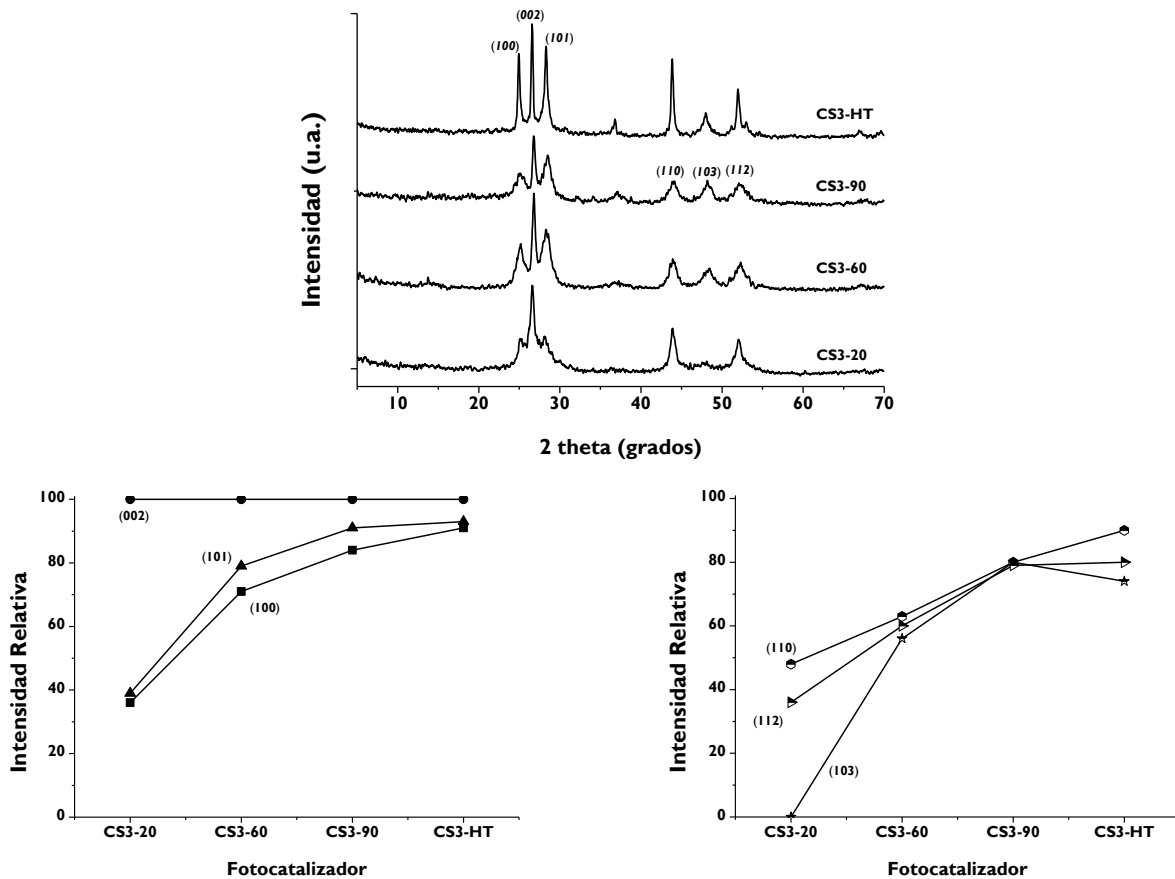 (002)
(100)
(101)
CS3-HT
CS3-90
(110)
(103)
(112)
CS3-60
CS3-20
Intensidad (u.a.)
10 20 30 40 50 60 70
2 theta (grados)
100
80
60
40
20
0
(002)
(101)
(100)
Intensidad Relativa
CS3-20 CS3-60 CS3-90 CS3-HT
Fotocatalizador
100
80
60
40
20
0
(110)
(112)
(103)
Intensidad Relativa
CS3-20 CS3-60 CS3-90 CS3-HT
Fotocatalizador